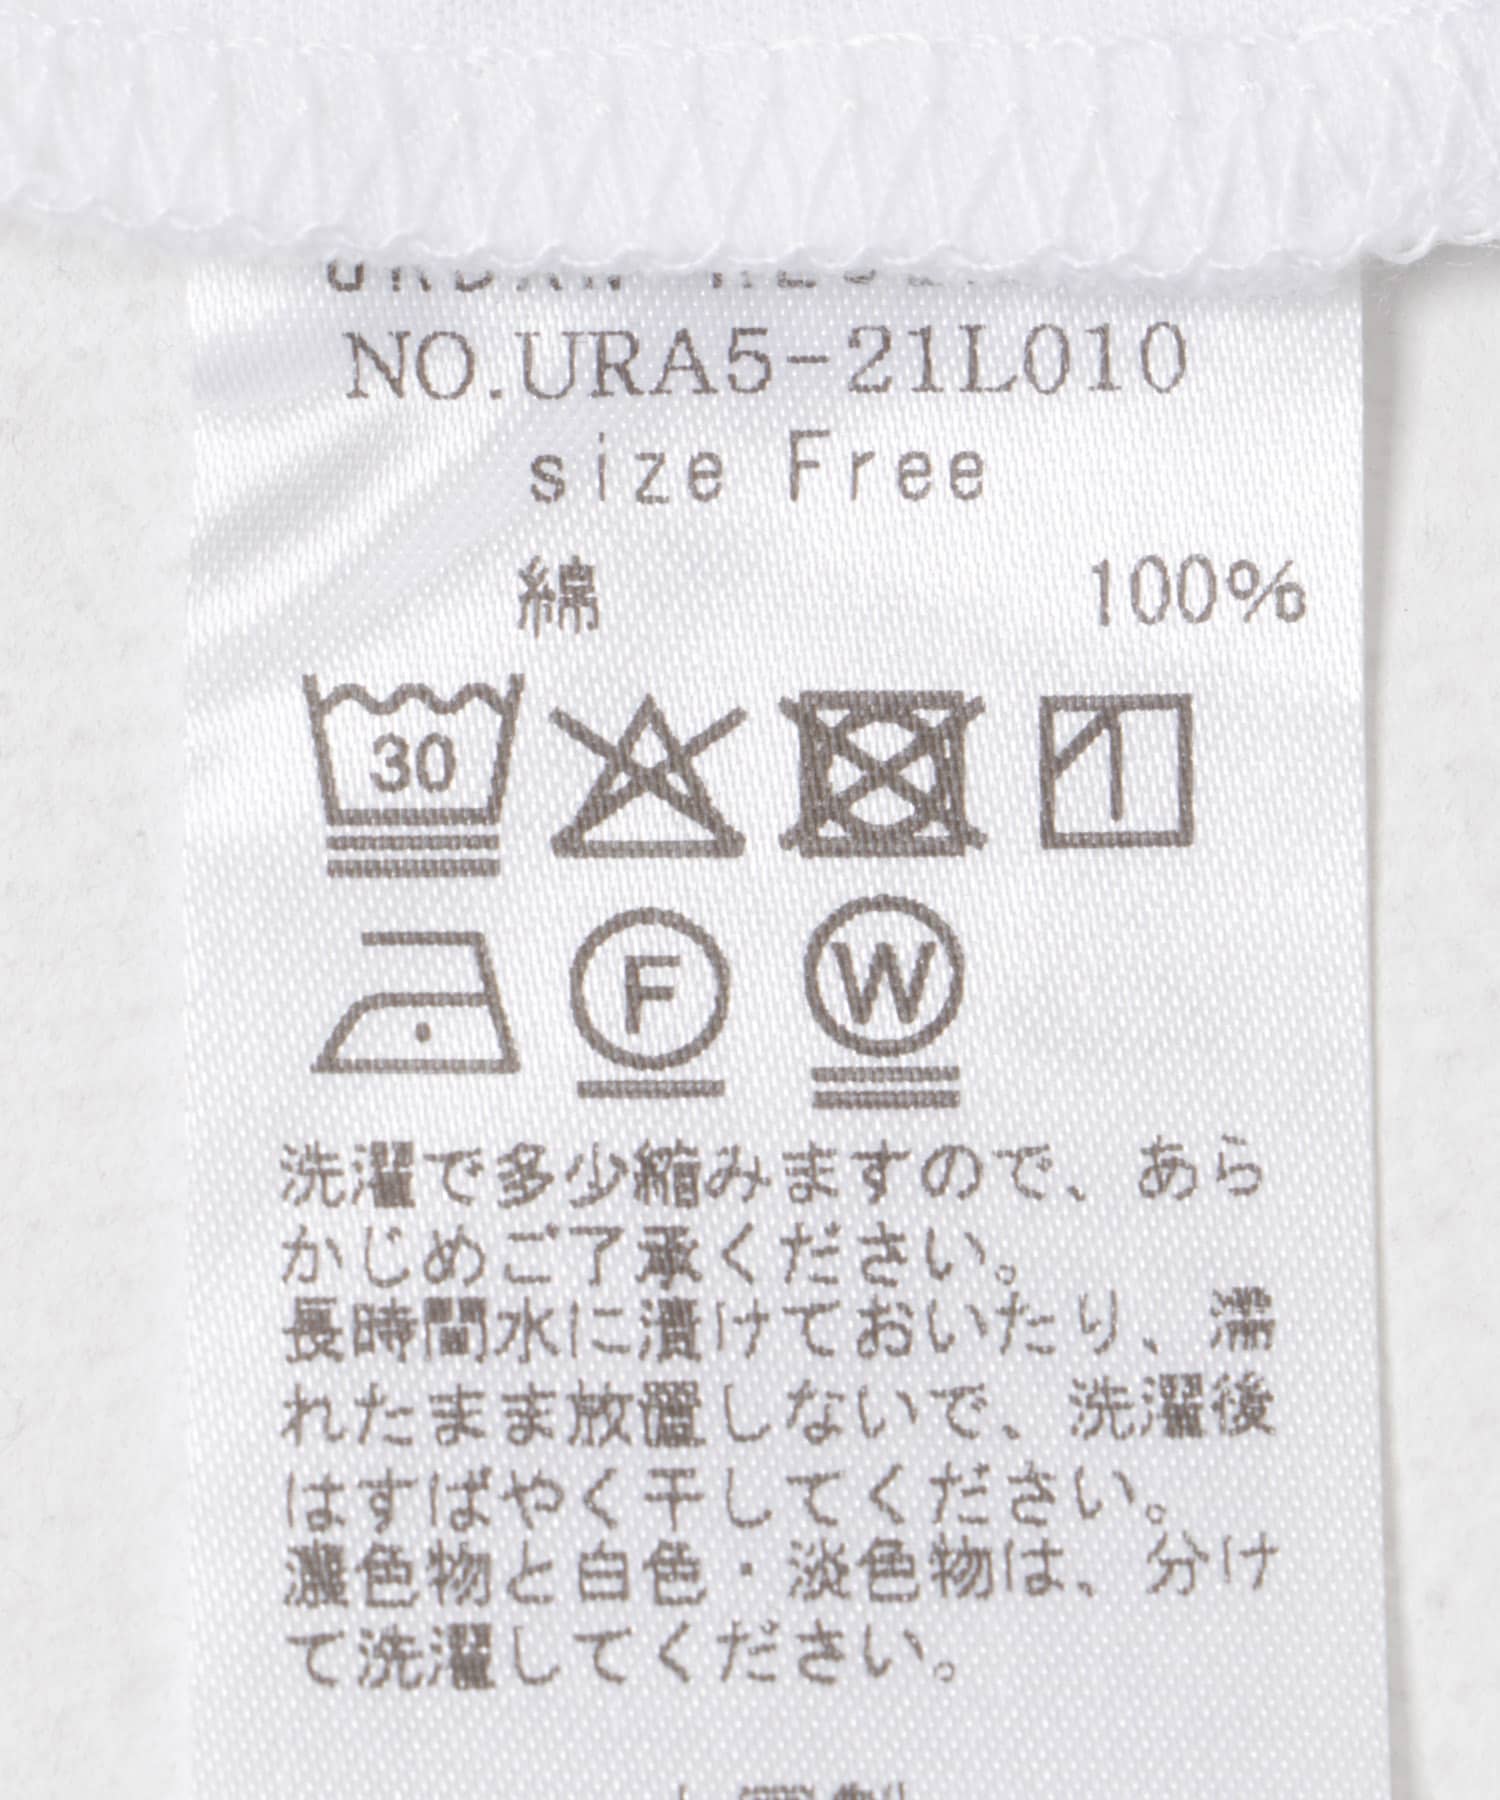 URBAN RESEARCH
NO.URA5-21L010
size Free
綿 100%
30
F
W
洗濯で多少縮みますので、あら
かじめご了承ください。
長時間水に漬けておいたり、濡
れたまま放置しないで、洗濯後
はすばやく干してください。
濃色物と白色・淡色物は、分け
て洗濯してください。